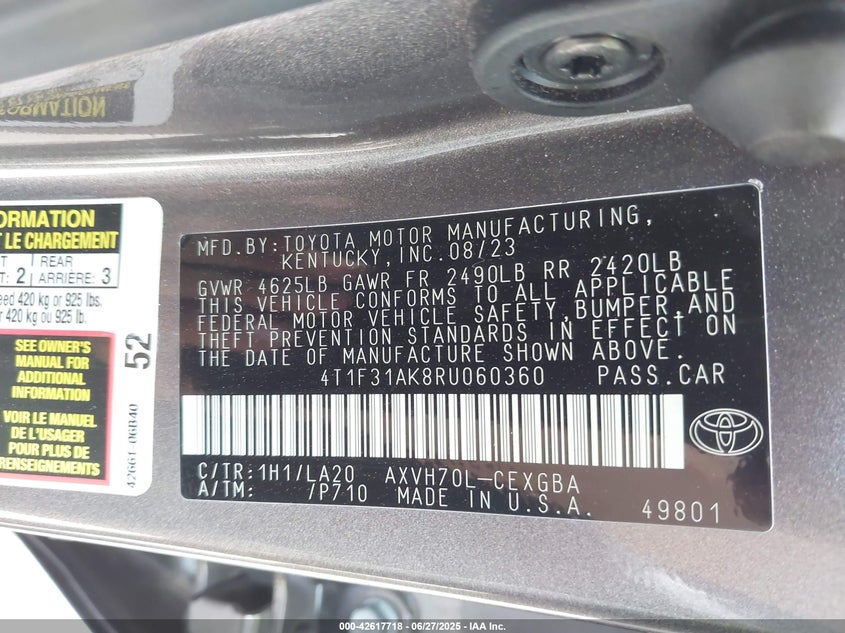 ORMATION
T LE CHARGEMENT
REAR
: 2 ARRIÈRE: 3
eed 420 kg or 925 lbs.
420 kg ou 925 lb.
SEE OWNER'S
MANUAL FOR
ADDITIONAL
INFORMATION
VOIR LE MANUEL
DE L'USAGER
POUR PLUS DE
RENSEIGNEMENTS
52
42661 06B40
MFD.BY:TOYOTA MOTOR MANUFACTURING,
KENTUCKY,INC.08/23
GVWR 4625LB GAWR FR 2490LB RR 2420LB
THIS VEHICLE CONFORMS TO ALL APPLICABLE
FEDERAL MOTOR VEHICLE SAFETY,BUMPER,AND
THEFT PREVENTION STANDARDS IN EFFECT ON
THE DATE OF MANUFACTURE SHOWN ABOVE.
4T1F31AK8RU060360 PASS.CAR
C/TR:1H1/LA20 AXVH70L-CEXGBA
A/TM: /P710 MADE IN U.S.A.
49801
000-42617718 - 06/27/2025 - IAA Inc.